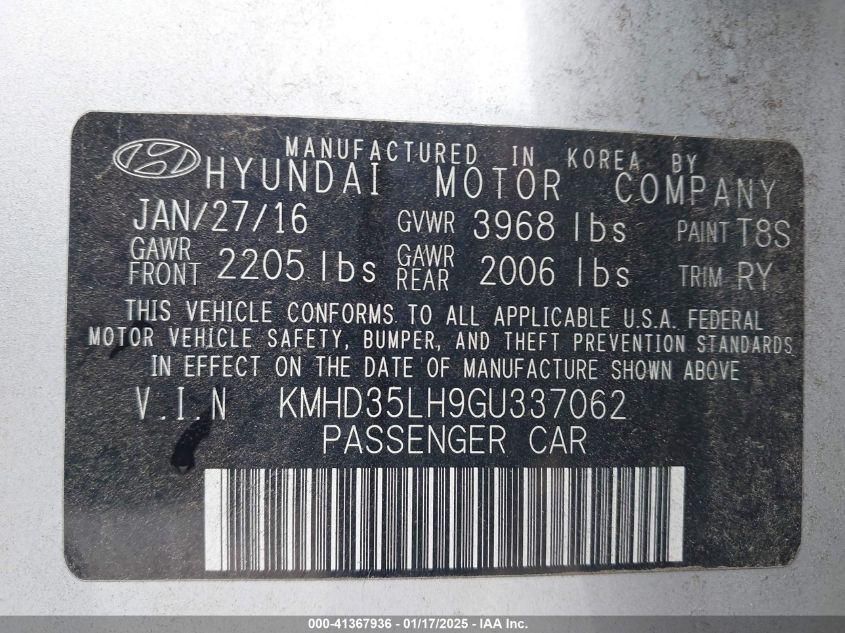 MANUFACTURED IN KOREA BY
HYUNDAI MOTOR COMPANY
JAN/27/16 GVWR 3968 lbs PAINT T8S
GAWR FRONT 2205 lbs GAWR REAR 2006 lbs TRIM RY
THIS VEHICLE CONFORMS TO ALL APPLICABLE U.S.A. FEDERAL
MOTOR VEHICLE SAFETY, BUMPER, AND THEFT PREVENTION STANDARDS
IN EFFECT ON THE DATE OF MANUFACTURE SHOWN ABOVE
V.I.N KMHD35LH9GU337062
PASSENGER CAR
000-41367936 - 01/17/2025 - IAA Inc.